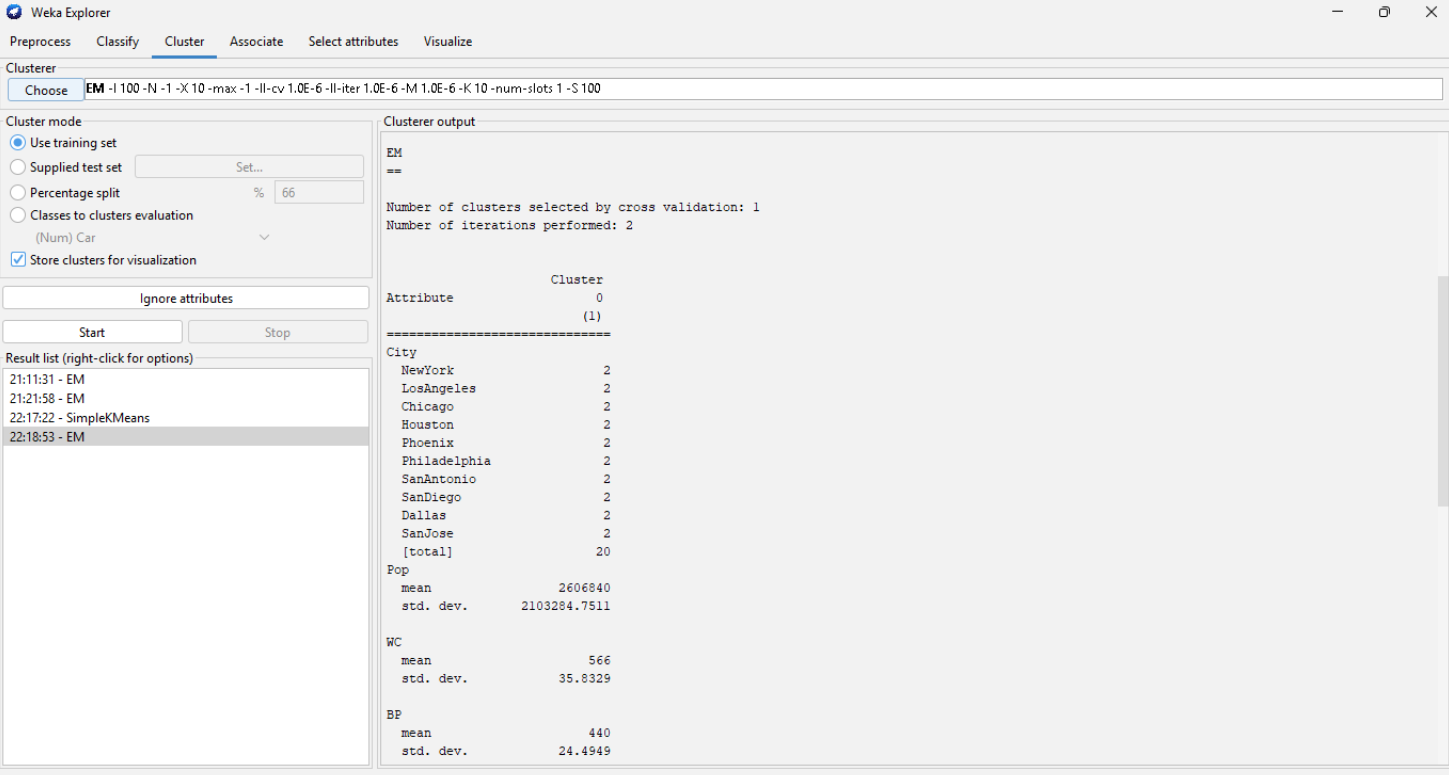 Weka Explorer
Preprocess Classify Cluster Associate Select attributes Visualize
Clusterer
Choose EM -I 100 -N -1 -X 10 -max -1 -ll-cv 1.0E-6 -ll-iter 1.0E-6 -M 1.0E-6 -K 10 -num-slots 1 -S 100
Cluster mode
Use training set
Supplied test set Set...
Percentage split % 66
Classes to clusters evaluation
(Num) Car
Store clusters for visualization
Ignore attributes
Start Stop
Result list (right-click for options)
21:11:31 - EM
21:21:58 - EM
22:17:22 - SimpleKMeans
22:18:53 - EM
Clusterer output
EM
==
Number of clusters selected by cross validation: 1
Number of iterations performed: 2
Cluster
Attribute 0
(1)
==============================
City
NewYork 2
LosAngeles 2
Chicago 2
Houston 2
Phoenix 2
Philadelphia 2
SanAntonio 2
SanDiego 2
Dallas 2
SanJose 2
[total] 20
Pop
mean 2606840
std. dev. 2103284.7511
WC
mean 566
std. dev. 35.8329
BP
mean 440
std. dev. 24.4949